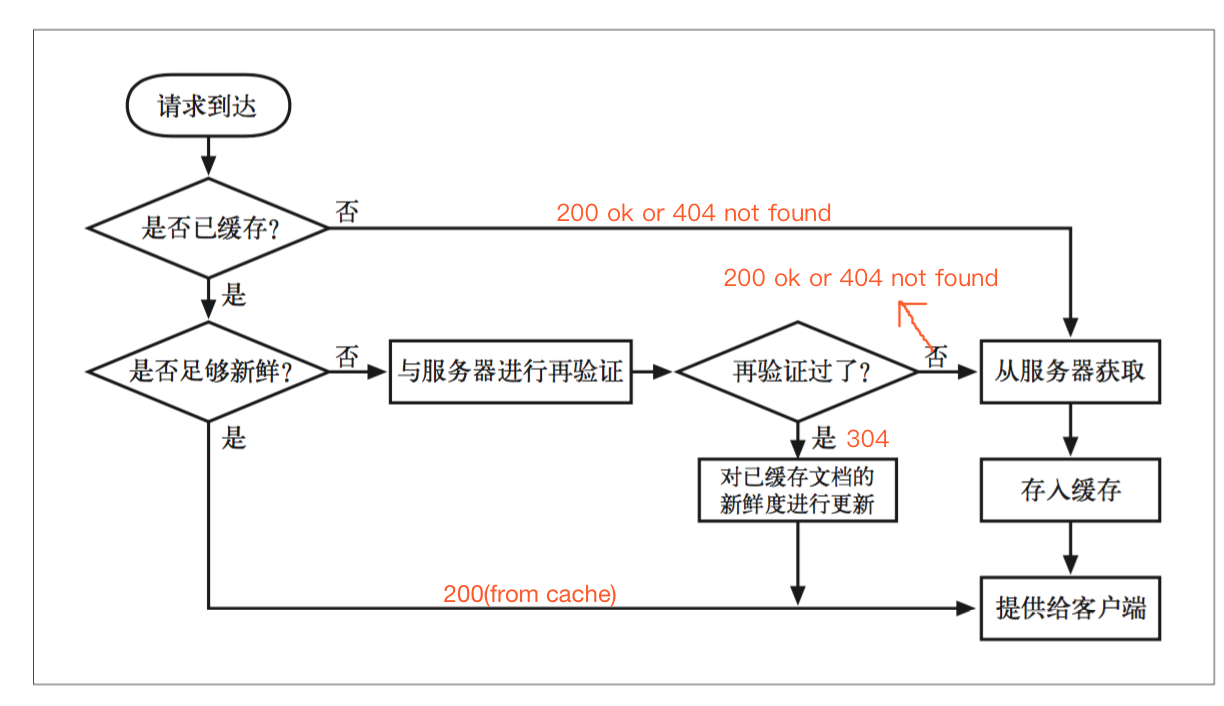 请求到达
是否已缓存?
否
200 ok or 404 not found
是
200 ok or 404 not found
是否足够新鲜?
否
与服务器进行再验证
再验证过了?
否
从服务器获取
是
是 304
对已缓存文档的
新鲜度进行更新
存入缓存
200(from cache)
提供给客户端